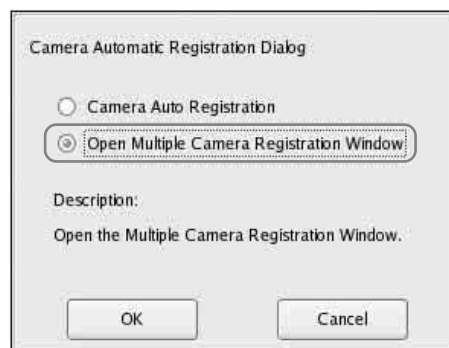 Camera Automatic Registration Dialog
Camera Auto Registration
Open Multiple Camera Registration Window
Description:
Open the Multiple Camera Registration Window.
OK Cancel